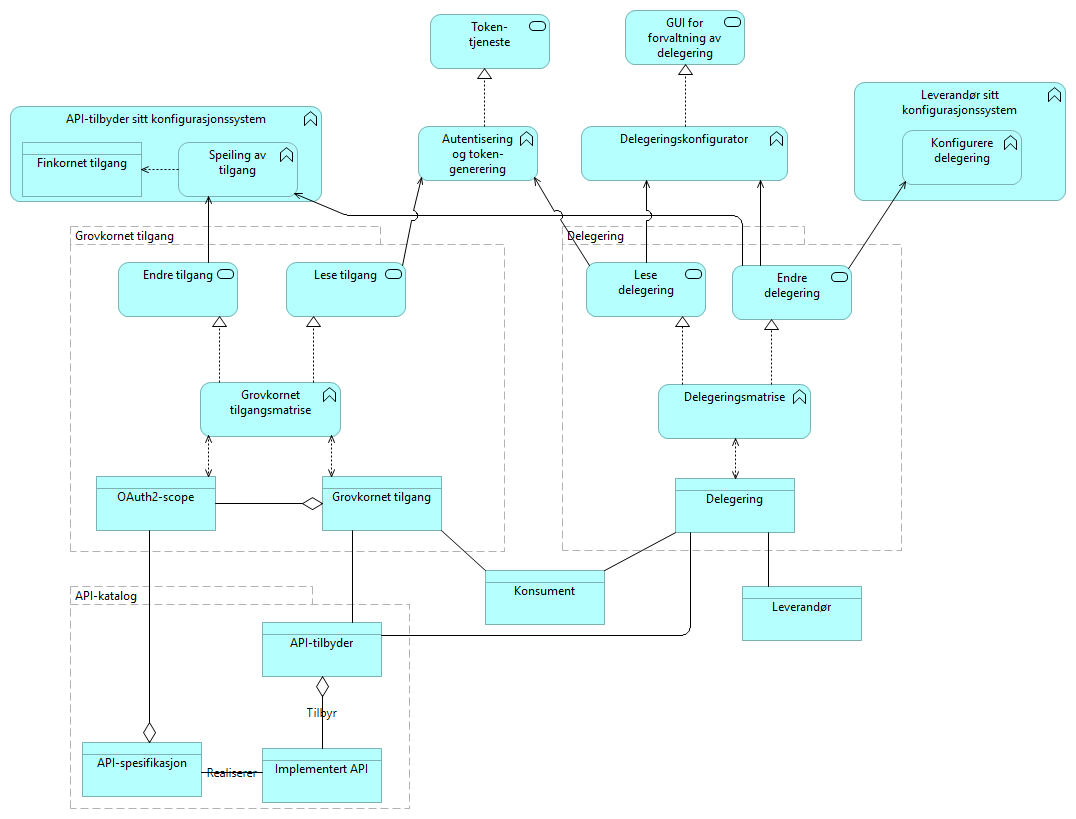 Token-
tjeneste
GUI for
forvaltning av
delegering
API-tilbyder sitt konfigurasjonssystem
Finkornet tilgang
Speiling av
tilgang
Autentisering
og token-
generering
Delegeringskonfigurator
Leverandør sitt
konfigurasjonssystem
Konfigurere
delegering
Grovkornet tilgang
Delegering
Endre tilgang
Lese tilgang
Lese
delegering
Endre
delegering
Grovkornet
tilgangsmatrise
Delegeringsmatrise
OAuth2-scope
Grovkornet tilgang
Delegering
Konsument
Leverandør
API-katalog
API-tilbyder
Tilbyr
API-spesifikasjon
Realiserer
Implementert API